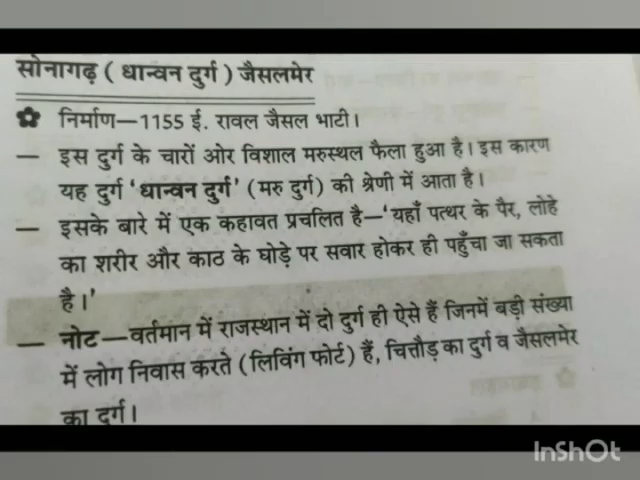 सोनागढ़ ( धान्वन दुर्ग ) जैसलमेर
निर्माण—1155 ई. रावल जैसल भाटी।
— इस दुर्ग के चारों ओर विशाल मरुस्थल फैला हुआ है। इस कारण
यह दुर्ग 'धान्वन दुर्ग' (मरु दुर्ग) की श्रेणी में आता है।
— इसके बारे में एक कहावत प्रचलित है—'यहाँ पत्थर के पैर, लोहे
का शरीर और काठ के घोड़े पर सवार होकर ही पहुँचा जा सकता
है।'
— नोट—वर्तमान में राजस्थान में दो दुर्ग ही ऐसे हैं जिनमें बड़ी संख्या
में लोग निवास करते (लिविंग फोर्ट) हैं, चित्तौड़ का दुर्ग व जैसलमेर
का दुर्ग।
InShOt